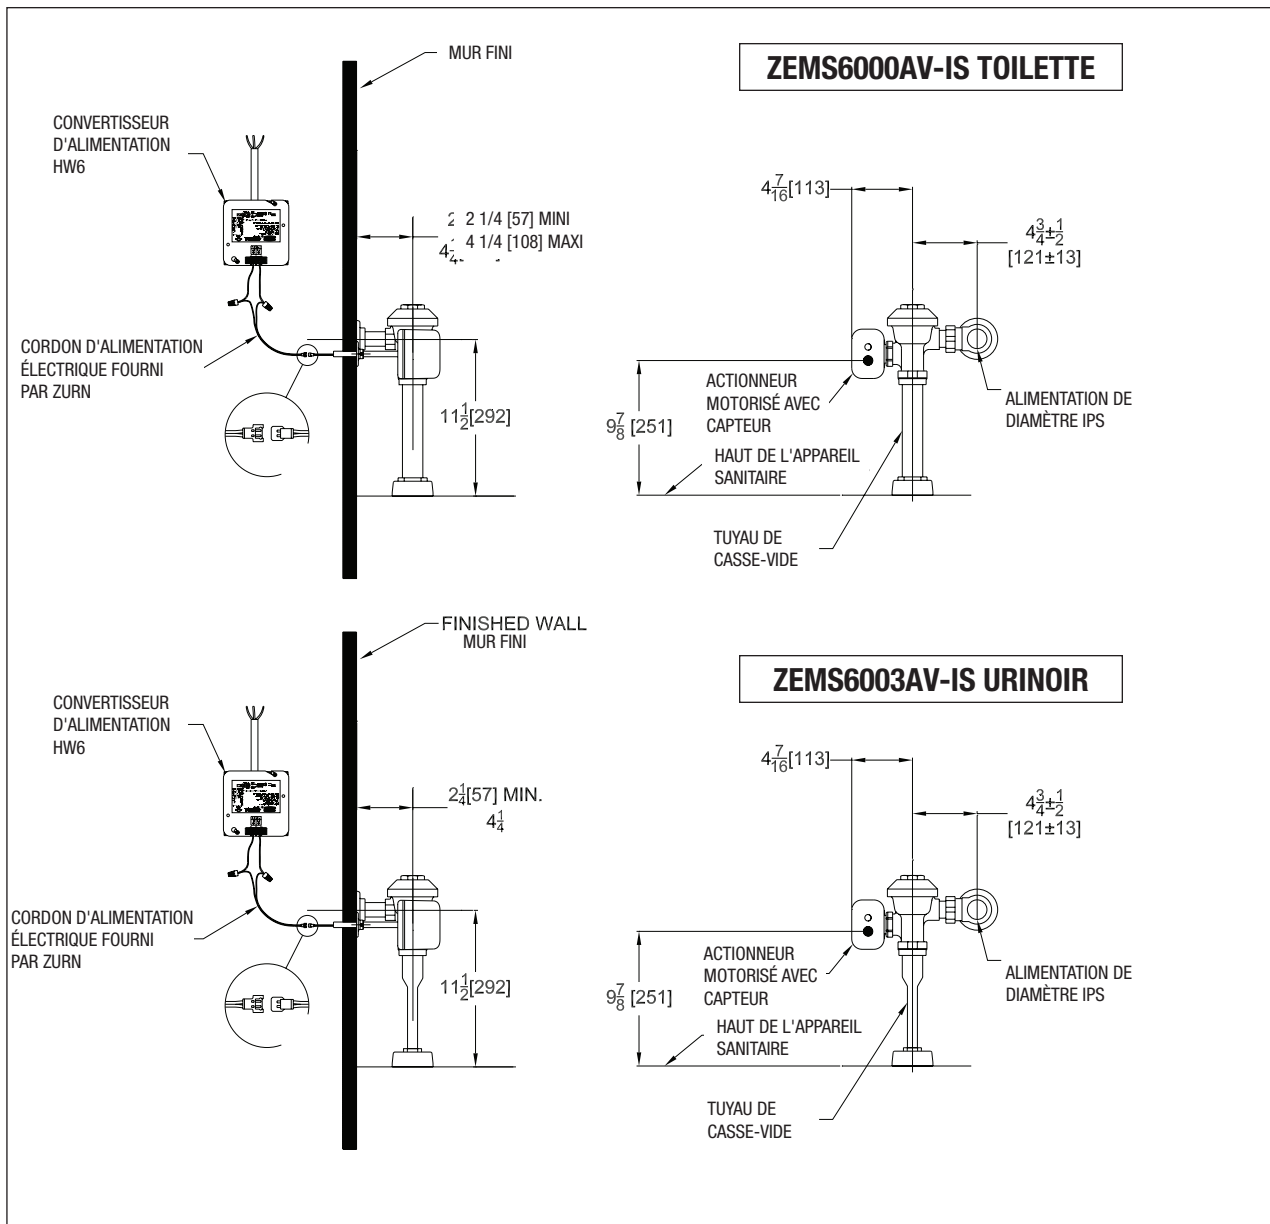 MUR FINI
ZEMS6000AV-IS TOILETTE
CONVERTISSEUR
D'ALIMENTATION
HW6
2 1/4 [57] MINI
4 1/4 [108] MAXI
4 7/16 [113]
4 3/4 ± 1/2
[121±13]
CORDON D'ALIMENTATION
ÉLECTRIQUE FOURNI
PAR ZURN
11 1/2 [292]
9 7/8 [251]
ACTIONNEUR
MOTORISÉ AVEC
CAPTEUR
ALIMENTATION DE
DIAMÈTRE IPS
HAUT DE L'APPAREIL
SANITAIRE
TUYAU DE
CASSE-VIDE
FINISHED WALL
MUR FINI
ZEMS6003AV-IS URINOIR
CONVERTISSEUR
D'ALIMENTATION
HW6
2 1/4 [57] MIN.
4 1/4
4 7/16 [113]
4 3/4 ± 1/2
[121±13]
CORDON D'ALIMENTATION
ÉLECTRIQUE FOURNI
PAR ZURN
11 1/2 [292]
9 7/8 [251]
ACTIONNEUR
MOTORISÉ AVEC
CAPTEUR
ALIMENTATION DE
DIAMÈTRE IPS
HAUT DE L'APPAREIL
SANITAIRE
TUYAU DE
CASSE-VIDE